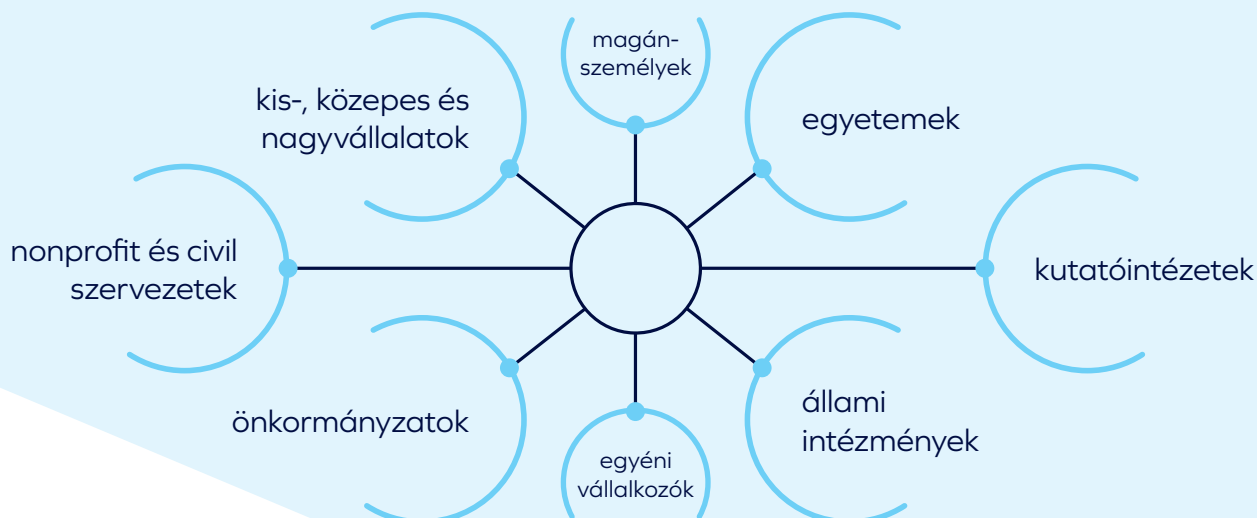 magán-
személyek
kis-, közepes és
nagyvállalatok
egyetemek
nonprofit és civil
szervezetek
kutatóintézetek
önkormányzatok
állami
intézmények
egyéni
vállalkozók